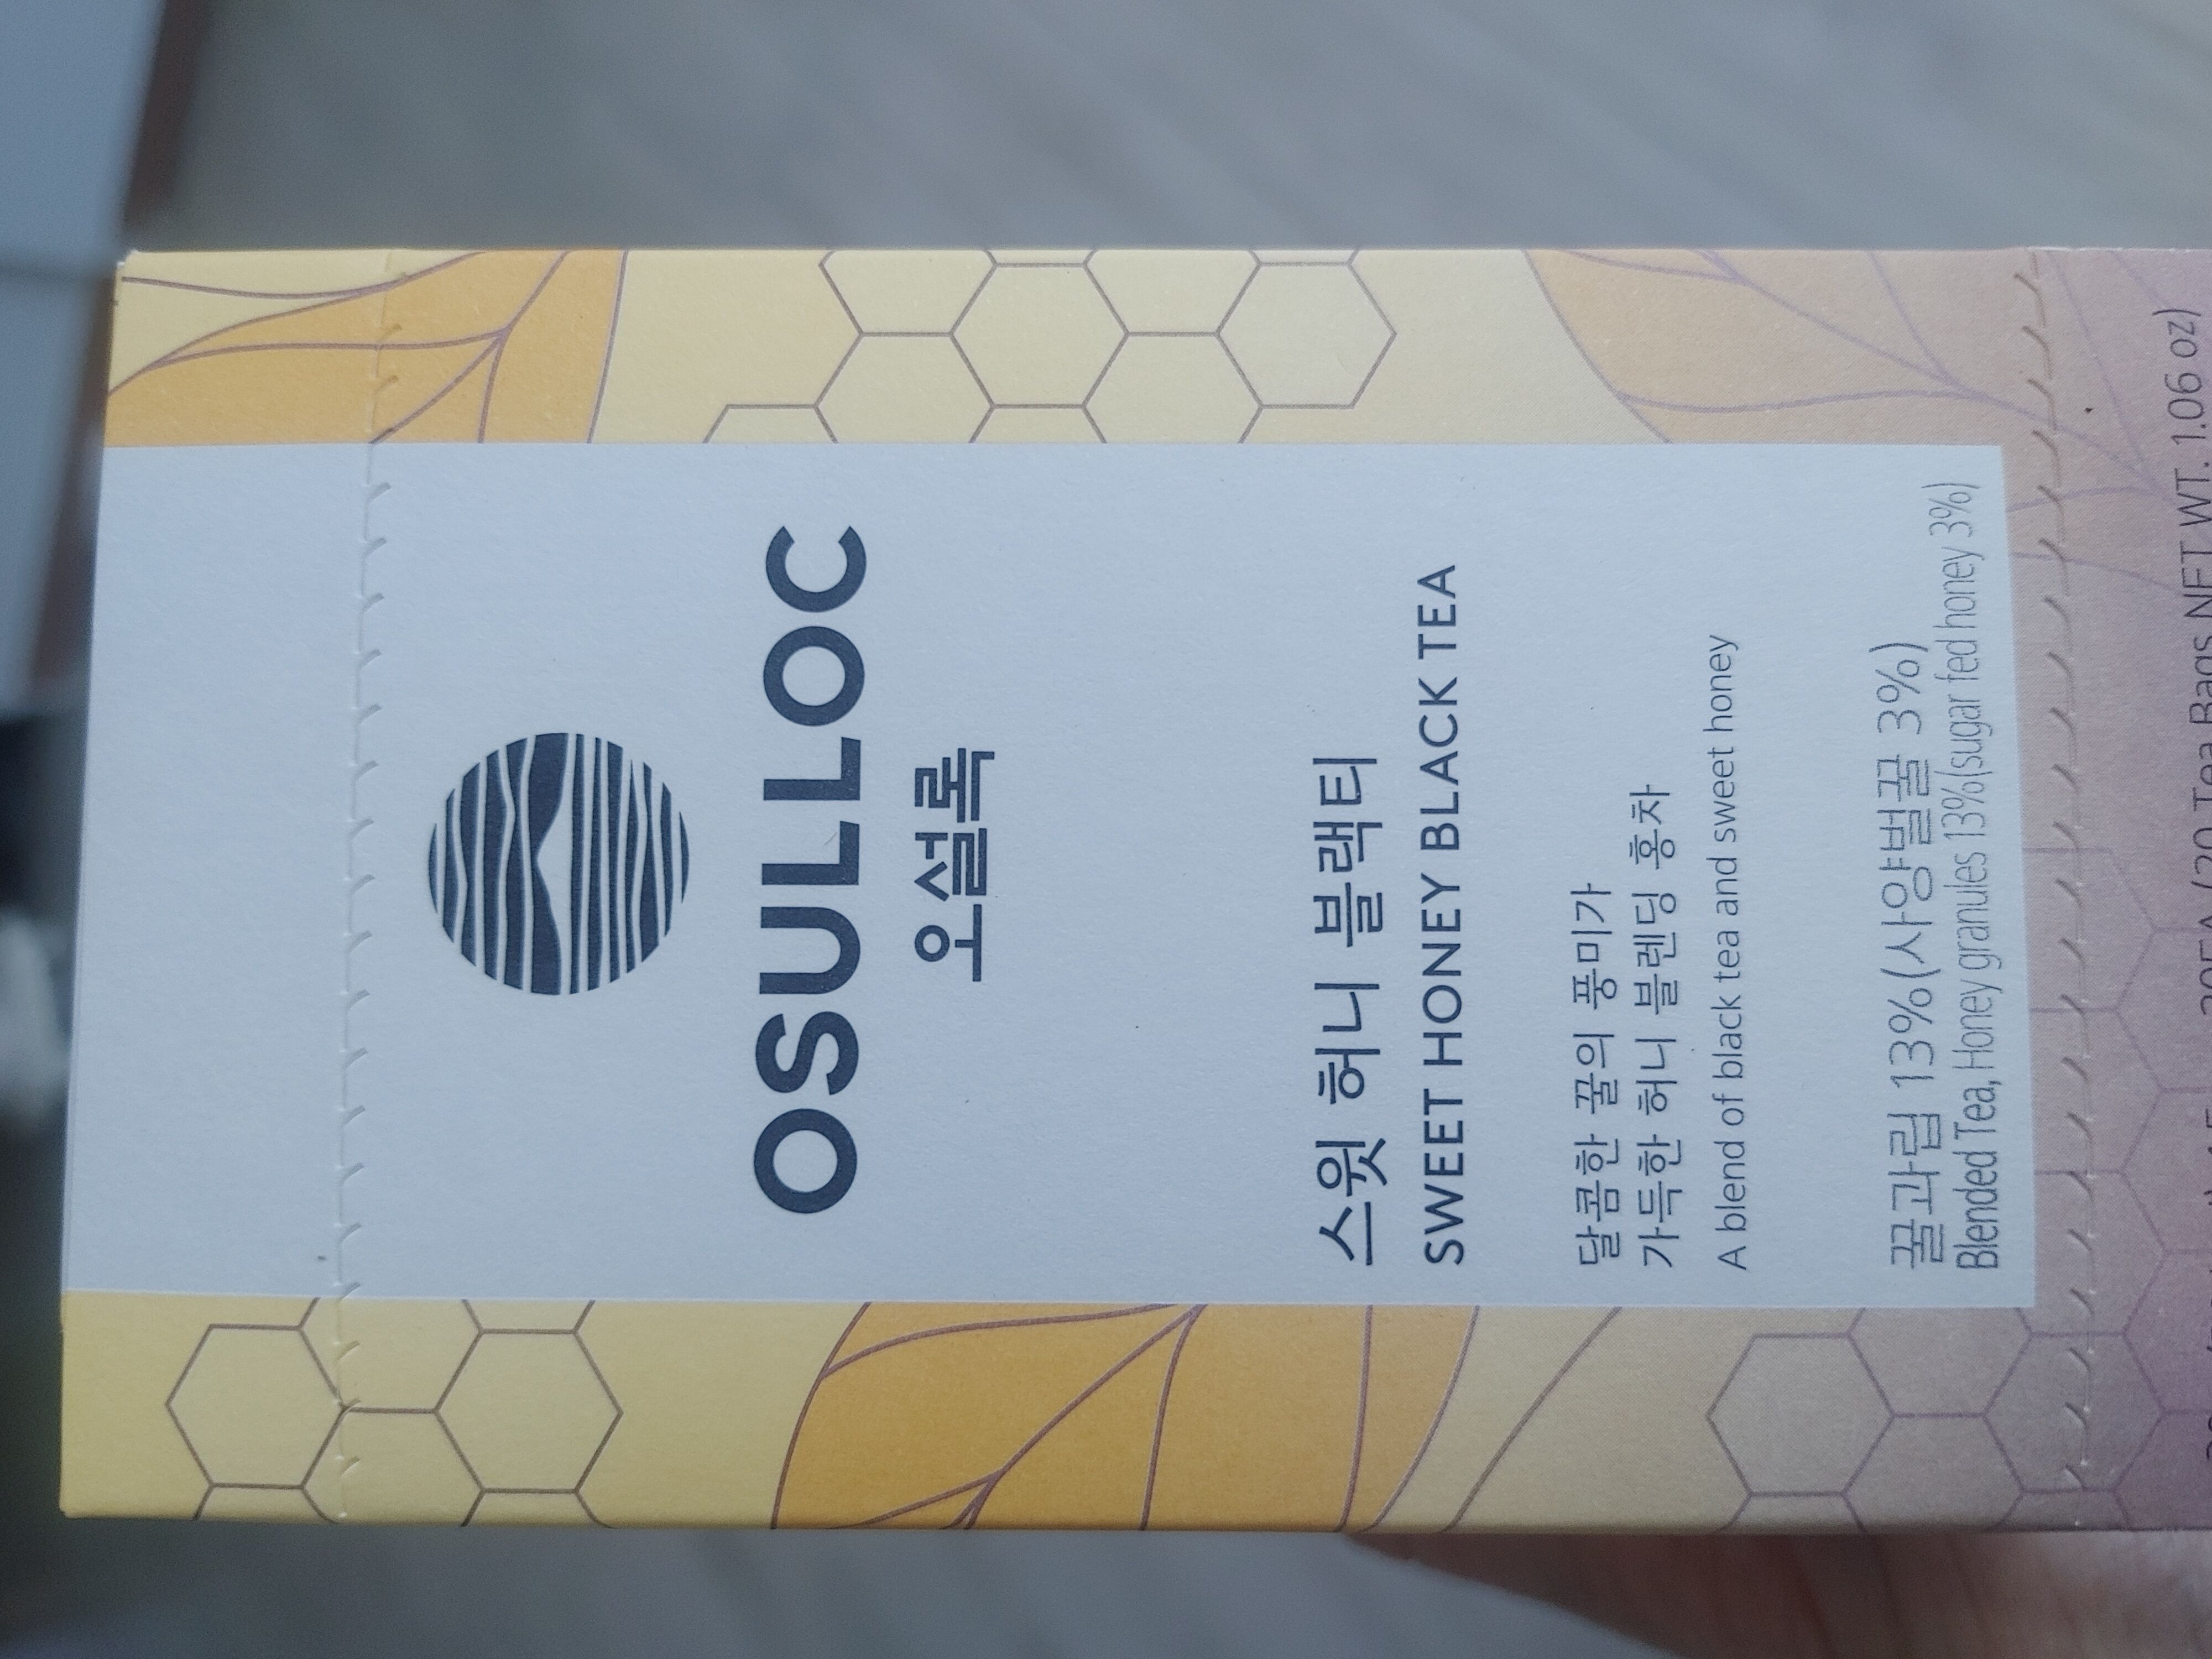 OSULLOC
오설록
스윗 허니 블랙티
SWEET HONEY BLACK TEA
달콤한 꿀의 풍미가
가득한 허니 블렌딩 홍차
A blend of black tea and sweet honey
꿀과립 13%(사양벌꿀 3%)
Blended Tea, Honey granules 13%(sugar fed honey 3%)
(20 Tea Bags NET WT. 1.06 oz)